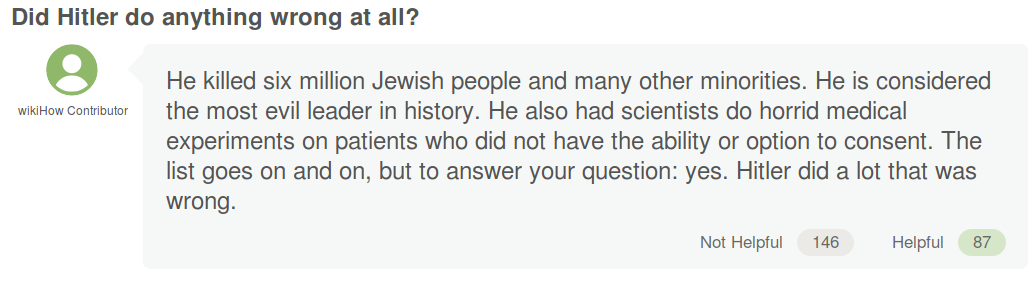 Did Hitler do anything wrong at all?
wikiHow Contributor
He killed six million Jewish people and many other minorities. He is considered
the most evil leader in history. He also had scientists do horrid medical
experiments on patients who did not have the ability or option to consent. The
list goes on and on, but to answer your question: yes. Hitler did a lot that was
wrong.
Not Helpful 146 Helpful 87